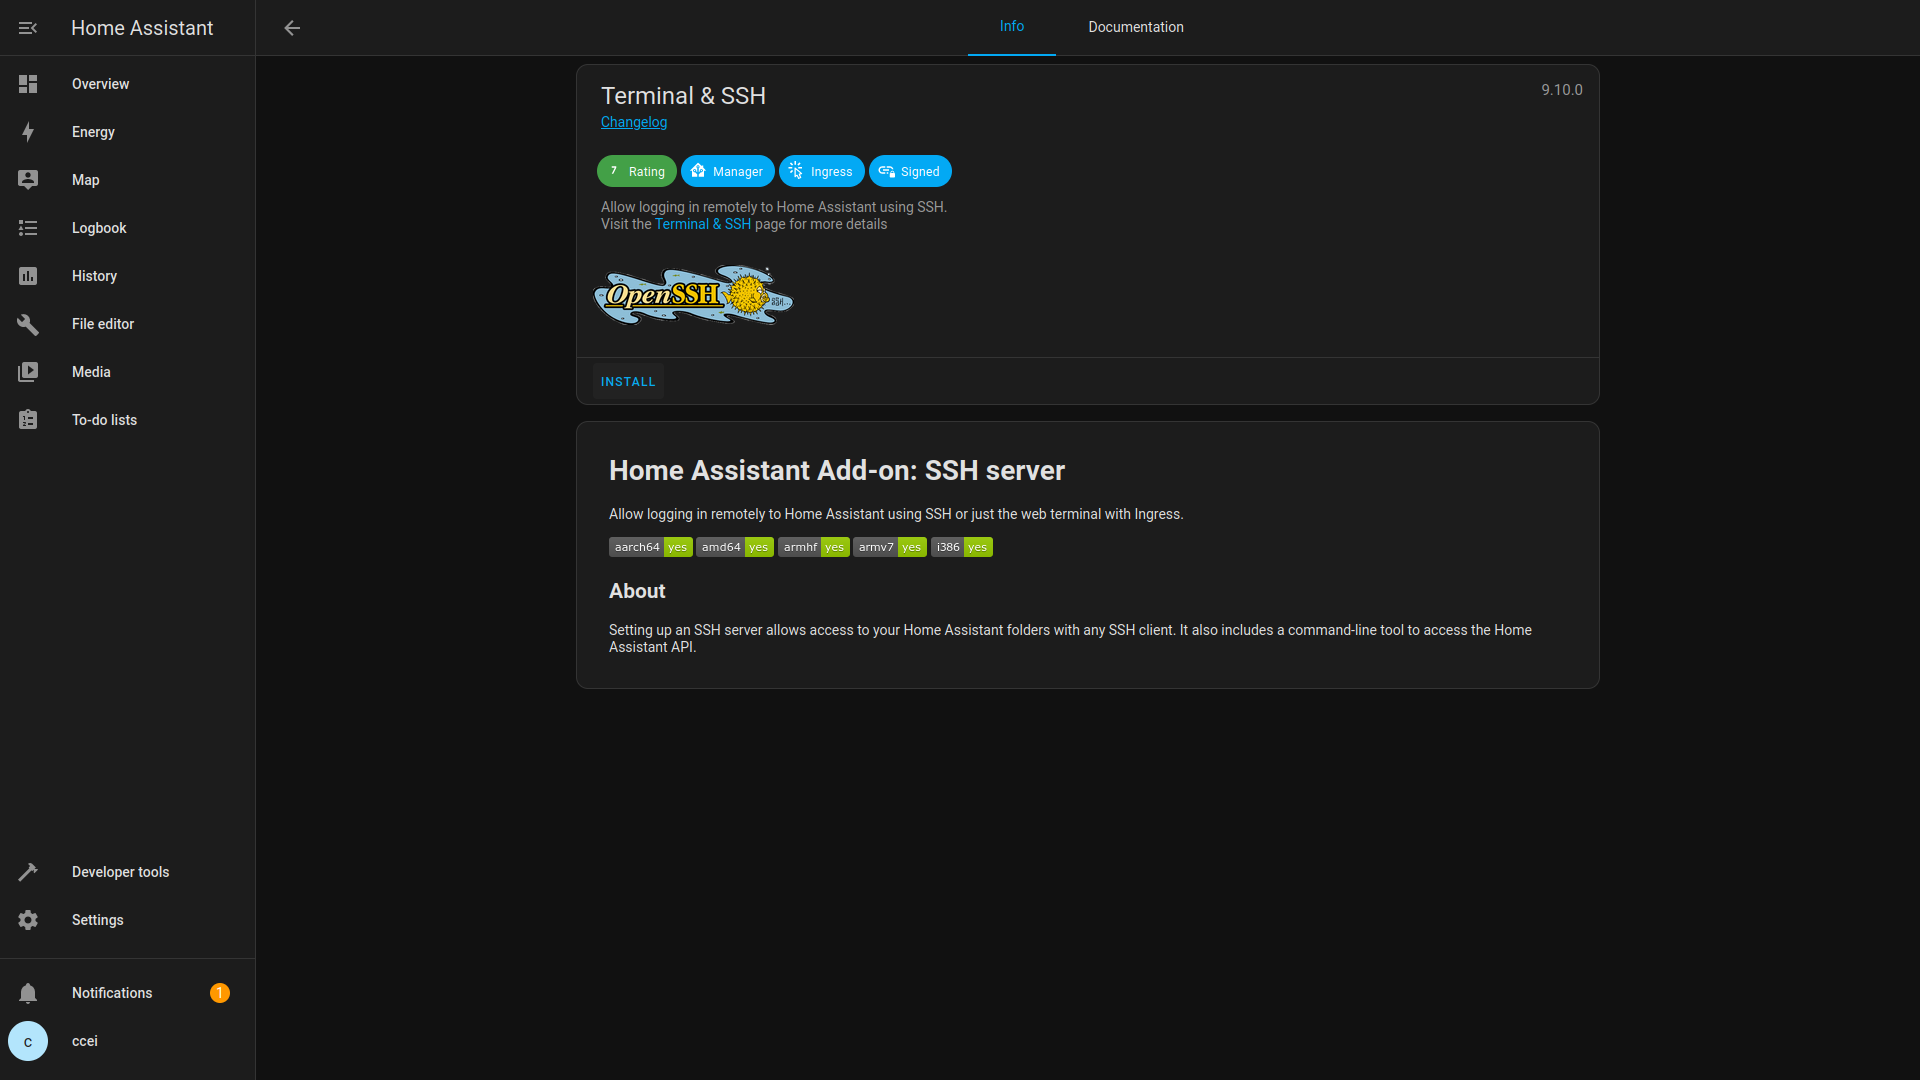 Home Assistant
Info
Documentation
Overview
Energy
Map
Logbook
History
File editor
Media
To-do lists
Developer tools
Settings
Notifications
1
c
ccei
Terminal & SSH
9.10.0
Changelog
7 Rating
Manager
Ingress
Signed
Allow logging in remotely to Home Assistant using SSH.
Visit the Terminal & SSH page for more details
OpenSSH
SSH...
INSTALL
Home Assistant Add-on: SSH server
Allow logging in remotely to Home Assistant using SSH or just the web terminal with Ingress.
aarch64 yes amd64 yes armhf yes armv7 yes i386 yes
About
Setting up an SSH server allows access to your Home Assistant folders with any SSH client. It also includes a command-line tool to access the Home
Assistant API.